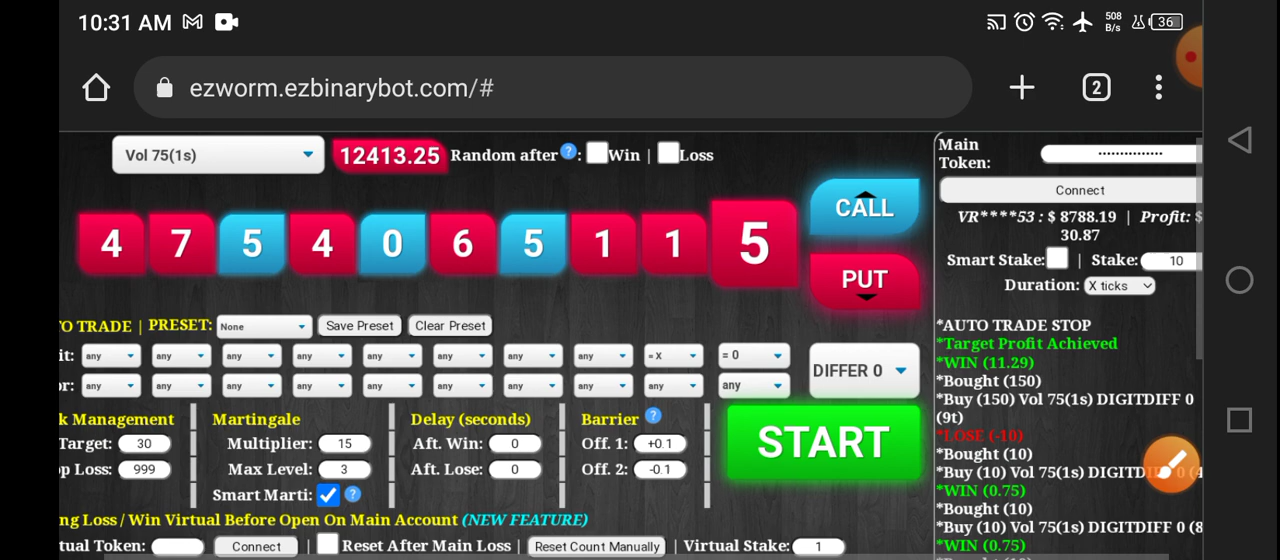 10:31 AM 508 B/s 36
ezworm.ezbinarybot.com/# 2
Vol 75(1s) 12413.25 Random after ? : Win | Loss
4 7 5 4 0 6 5 1 1 5
CALL
PUT
TO TRADE | PRESET: None Save Preset Clear Preset
it: any any any any any any any any = X = 0
or: any any any any any any any any any any
DIFFER 0
k Management
Target: 30
op Loss: 999
Martingale
Multiplier: 15
Max Level: 3
Smart Marti: ?
Delay (seconds)
Aft. Win: 0
Aft. Lose: 0
Barrier ?
Off. 1: +0.1
Off. 2: -0.1
START
ng Loss / Win Virtual Before Open On Main Account (NEW FEATURE)
tual Token: Connect | Reset After Main Loss | Reset Count Manually | Virtual Stake: 1
Main
Token: ···············
Connect
VR****53 : $ 8788.19 | Profit: $
30.87
Smart Stake: | Stake: 10
Duration: X ticks
*AUTO TRADE STOP
*Target Profit Achieved
*WIN (11.29)
*Bought (150)
*Buy (150) Vol 75(1s) DIGITDIFF 0
(9t)
*LOSE (-10)
*Bought (10)
*Buy (10) Vol 75(1s) DIGITDIFF 0 (4
*WIN (0.75)
*Bought (10)
*Buy (10) Vol 75(1s) DIGITDIFF 0 (8
*WIN (0.75)